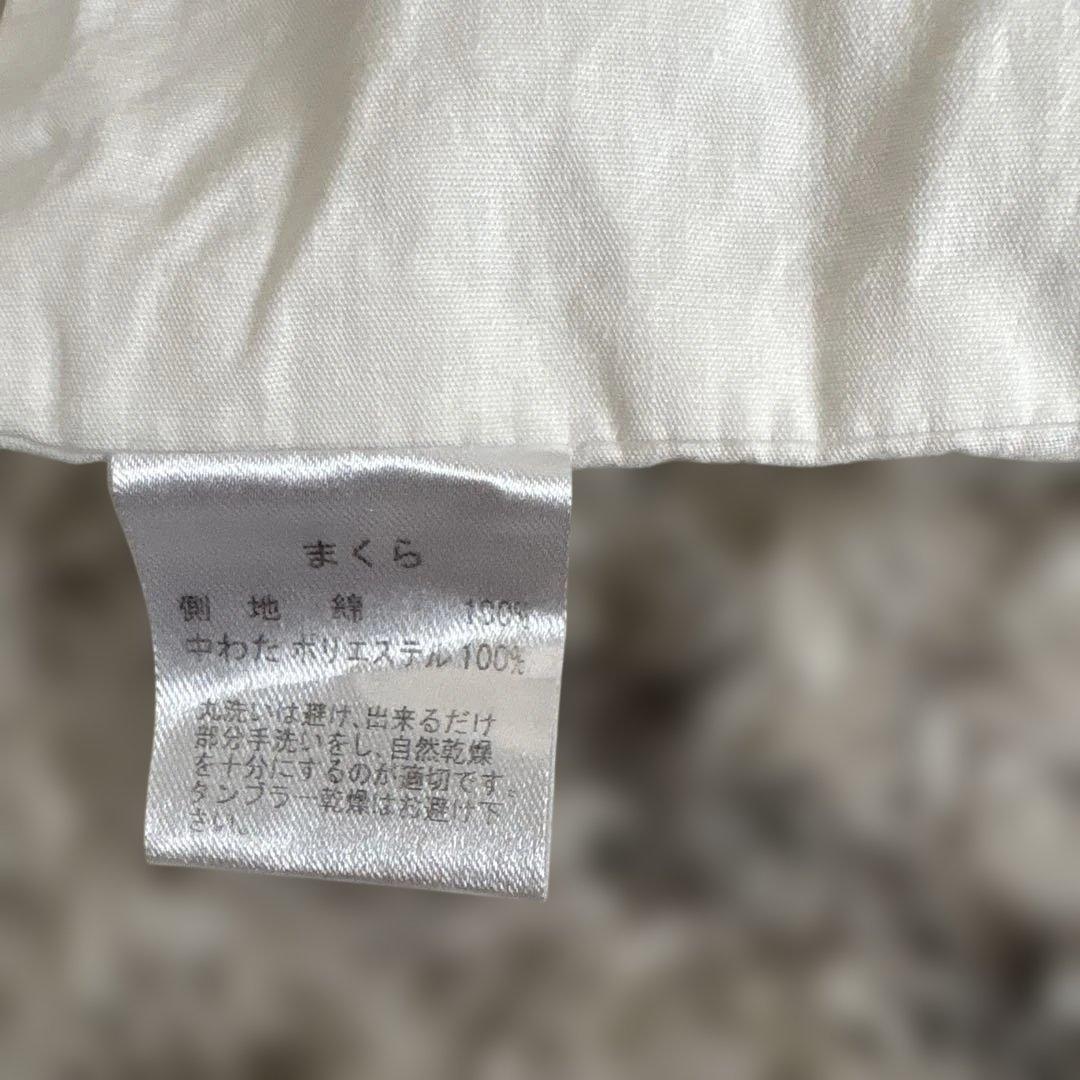 まくら
側 地 綿 100%
中わた ポリエステル 100%
丸洗いは避け、出来るだけ
部分手洗いをし、自然乾燥
を十分にするのが適切です。
タンブラー乾燥はお避け下
さい。